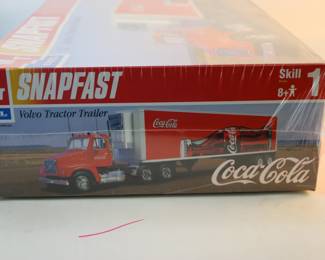 SNAPFAST
Skill
8+ 1
Volvo Tractor Trailer
Coca-Cola
Coca-Cola